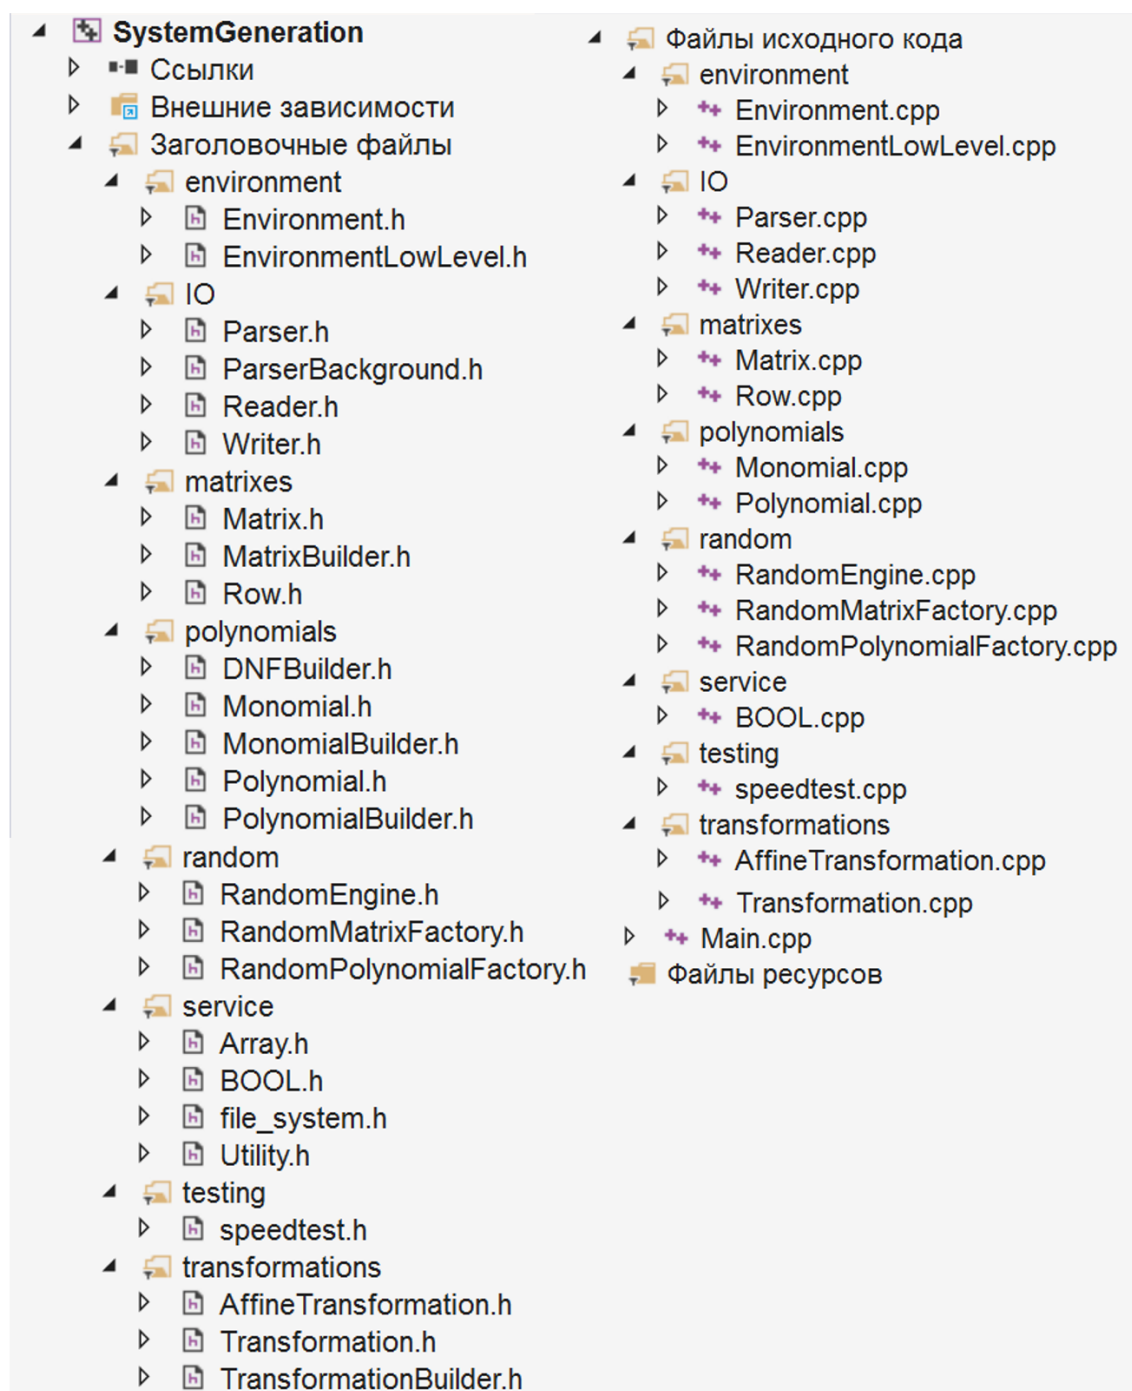 SystemGeneration
Ссылки
Внешние зависимости
Заголовочные файлы
environment
Environment.h
EnvironmentLowLevel.h
IO
Parser.h
ParserBackground.h
Reader.h
Writer.h
matrixes
Matrix.h
MatrixBuilder.h
Row.h
polynomials
DNFBuilder.h
Monomial.h
MonomialBuilder.h
Polynomial.h
PolynomialBuilder.h
random
RandomEngine.h
RandomMatrixFactory.h
RandomPolynomialFactory.h
service
Array.h
BOOL.h
file_system.h
Utility.h
testing
speedtest.h
transformations
AffineTransformation.h
Transformation.h
TransformationBuilder.h
Файлы исходного кода
environment
Environment.cpp
EnvironmentLowLevel.cpp
IO
Parser.cpp
Reader.cpp
Writer.cpp
matrixes
Matrix.cpp
Row.cpp
polynomials
Monomial.cpp
Polynomial.cpp
random
RandomEngine.cpp
RandomMatrixFactory.cpp
RandomPolynomialFactory.cpp
service
BOOL.cpp
testing
speedtest.cpp
transformations
AffineTransformation.cpp
Transformation.cpp
Main.cpp
Файлы ресурсов